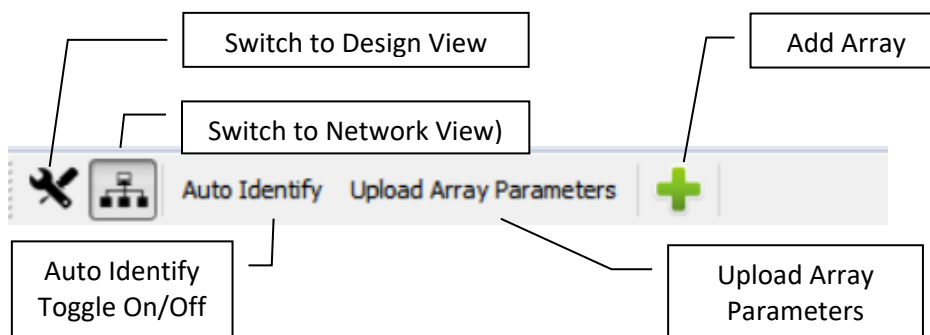 Switch to Design View
Add Array
Switch to Network View)
Auto Identify
Upload Array Parameters
Auto Identify
Toggle On/Off
Upload Array
Parameters